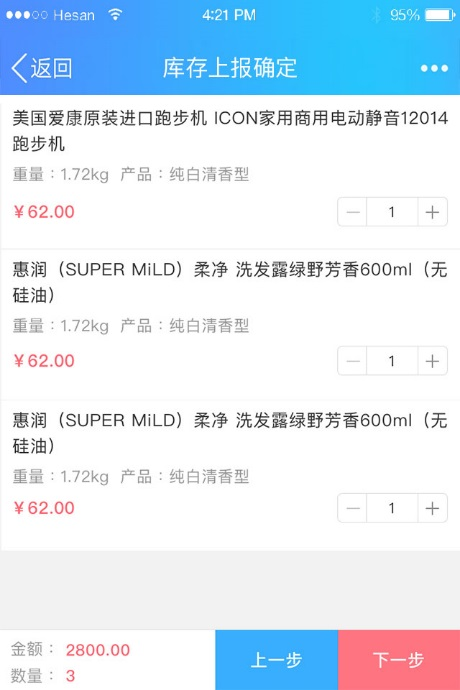 Hesan 4:21 PM 95%
返回 库存上报确定
美国爱康原装进口跑步机 ICON家用商用电动静音12014
跑步机
重量：1.72kg 产品：纯白清香型
￥62.00 1
惠润（SUPER MiLD）柔净 洗发露绿野芳香600ml（无
硅油）
重量：1.72kg 产品：纯白清香型
￥62.00 1
惠润（SUPER MiLD）柔净 洗发露绿野芳香600ml（无
硅油）
重量：1.72kg 产品：纯白清香型
￥62.00 1
金额： 2800.00
数量： 3
上一步 下一步